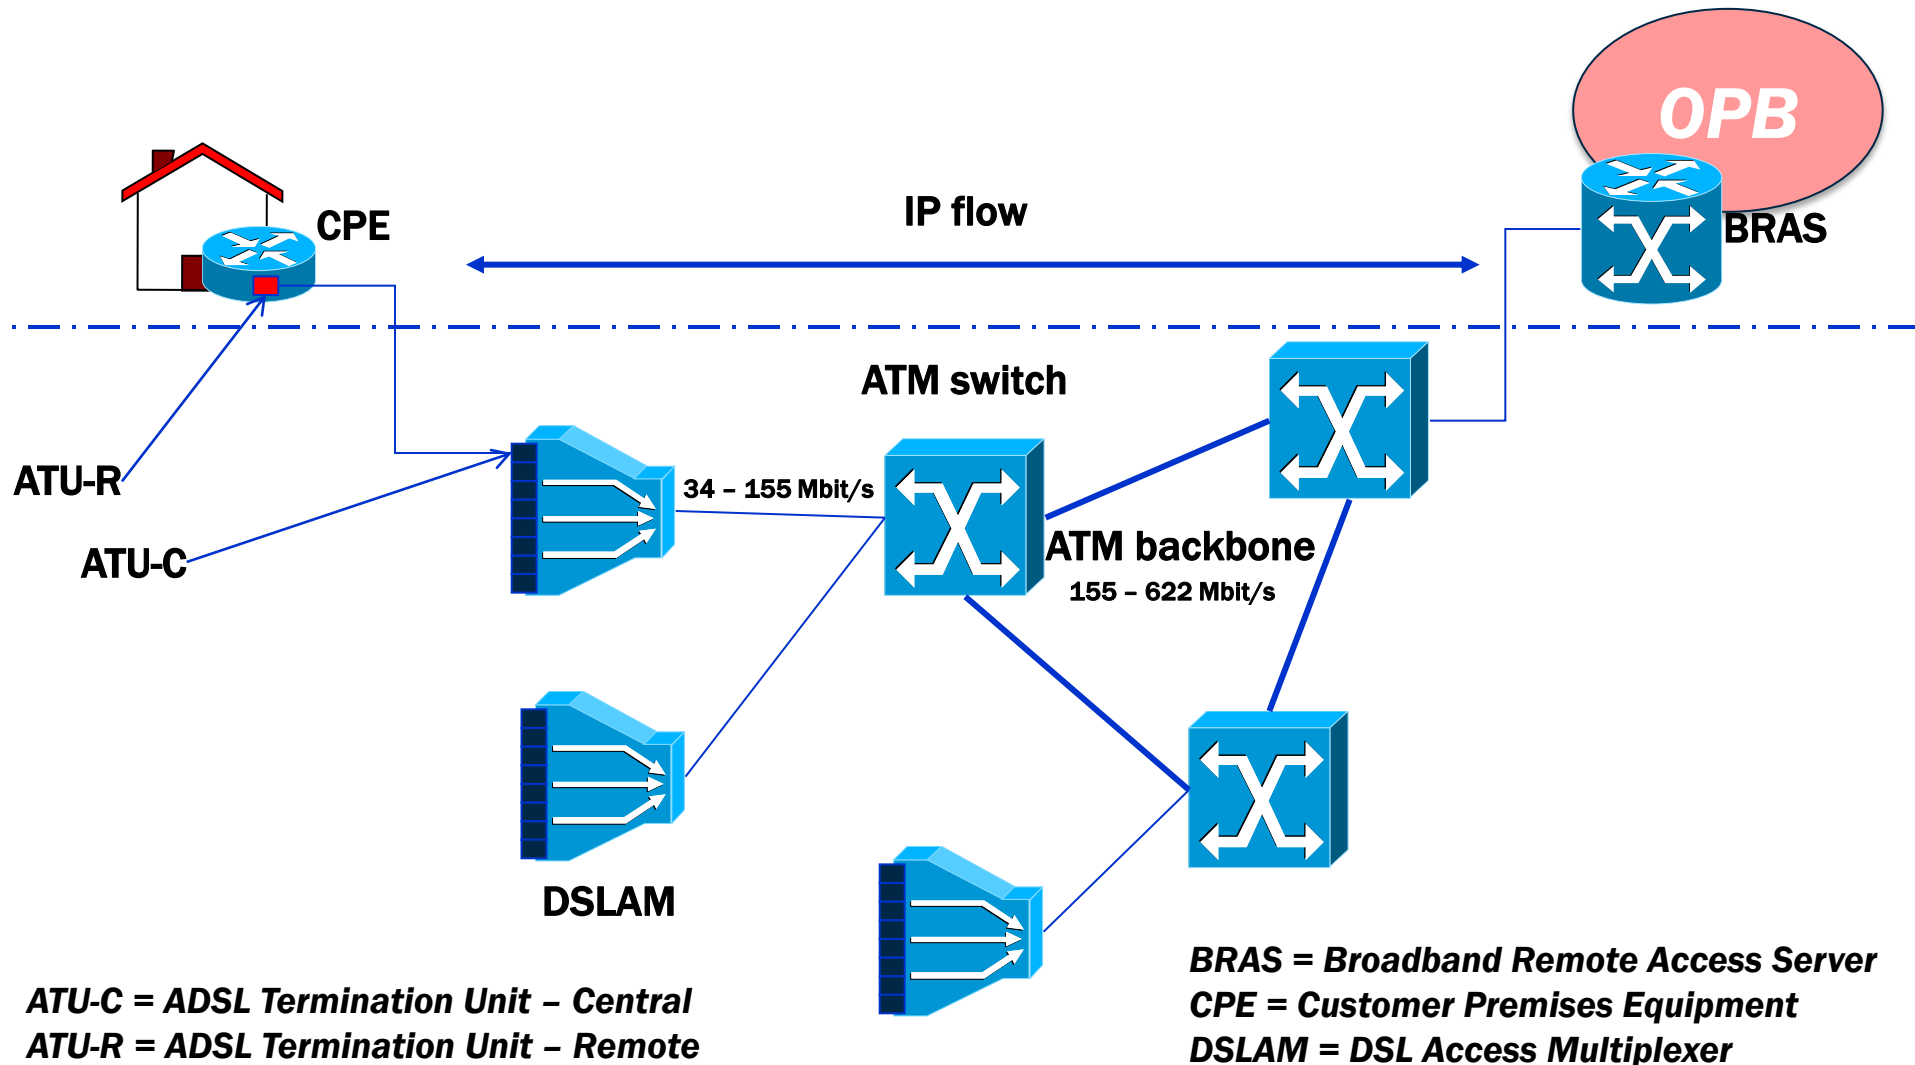 OPB
CPE
IP flow
BRAS
ATM switch
ATU-R
34 – 155 Mbit/s
ATM backbone
ATU-C
155 – 622 Mbit/s
DSLAM
BRAS = Broadband Remote Access Server
ATU-C = ADSL Termination Unit – Central
CPE = Customer Premises Equipment
ATU-R = ADSL Termination Unit – Remote
DSLAM = DSL Access Multiplexer